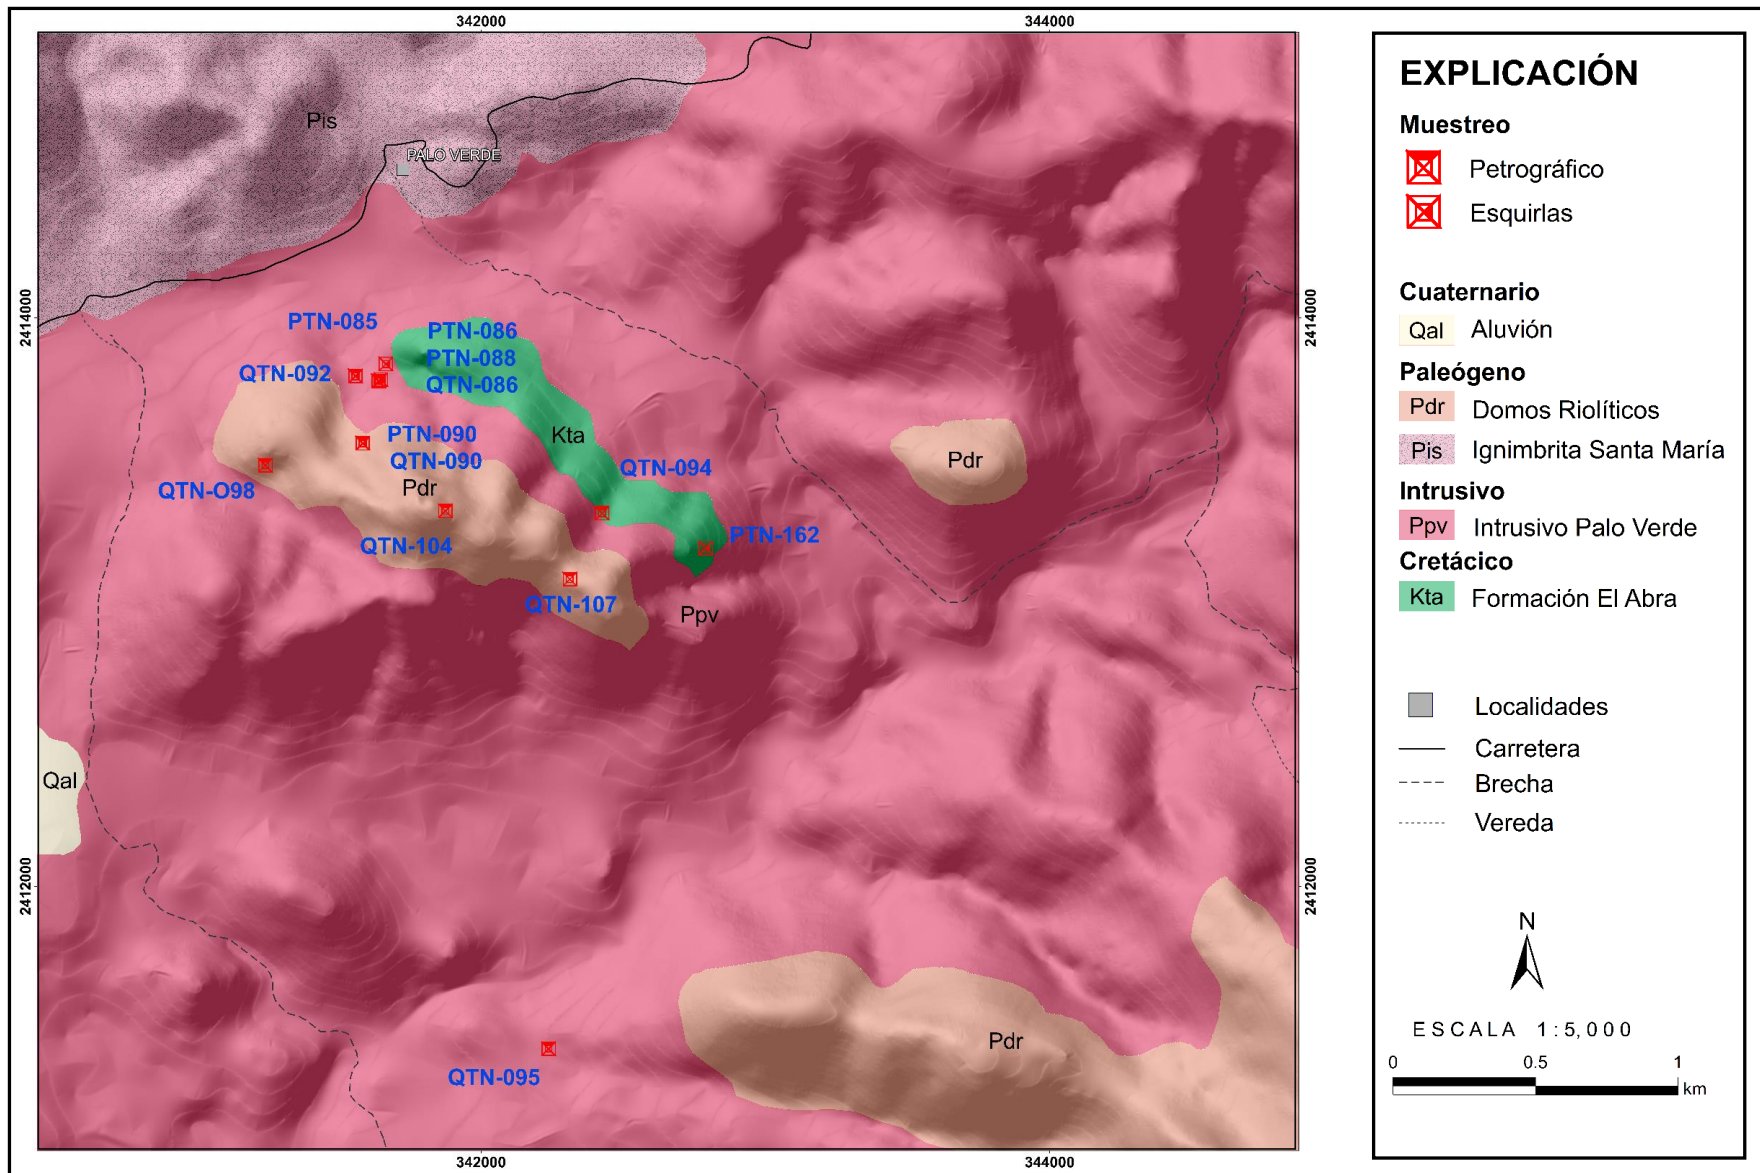 342000
344000
Pis
PALO VERDE
2414000
2414000
PTN-085
PTN-086
PTN-088
QTN-086
QTN-092
Kta
PTN-090
QTN-090
Pdr
QTN-O98
QTN-094
Pdr
QTN-104
PTN-162
QTN-107
Ppv
Qal
2412000
2412000
Pdr
QTN-095
342000
344000
EXPLICACIÓN
Muestreo
Petrográfico
Esquirlas
Cuaternario
Qal Aluvión
Paleógeno
Pdr Domos Riolíticos
Pis Ignimbrita Santa María
Intrusivo
Ppv Intrusivo Palo Verde
Cretácico
Kta Formación El Abra
Localidades
Carretera
Brecha
Vereda
N
ESCALA 1:5,000
0 0.5 1
km